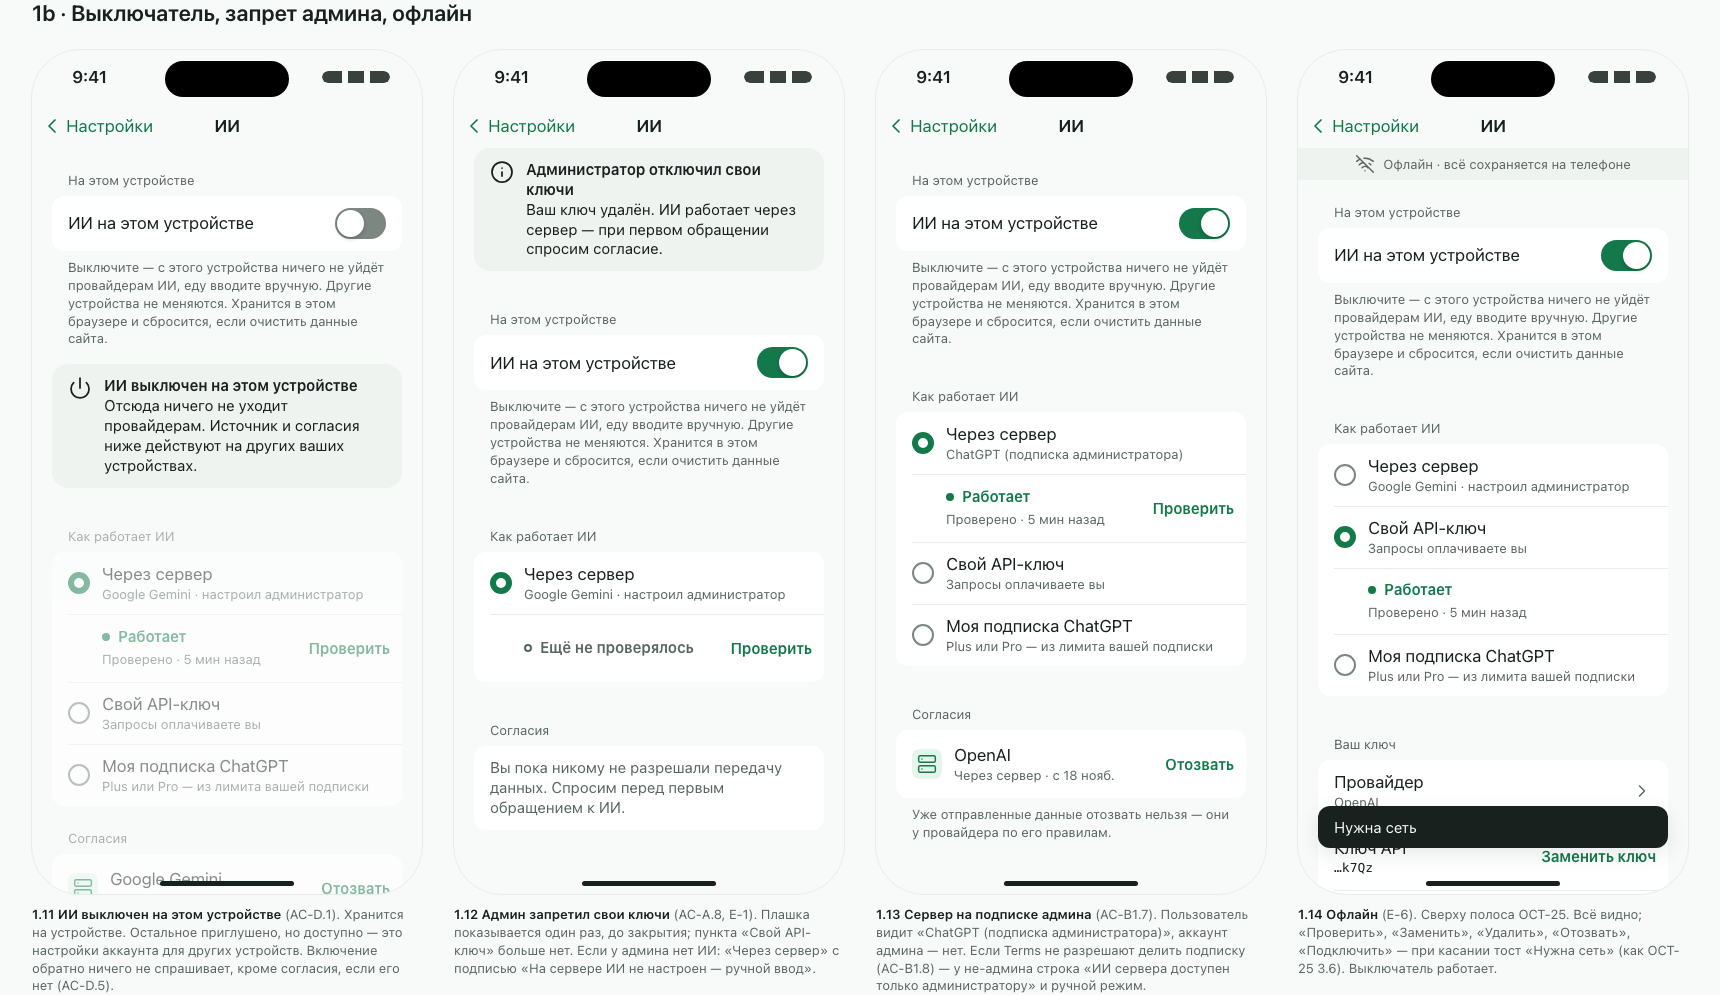 1b · Выключатель, запрет админа, офлайн
9:41
Настройки
ИИ
На этом устройстве
ИИ на этом устройстве
Выключите — с этого устройства ничего не уйдёт
провайдерам ИИ, еду вводите вручную. Другие
устройства не меняются. Хранится в этом
браузере и сбросится, если очистить данные
сайта.
ИИ выключен на этом устройстве
Отсюда ничего не уходит
провайдерам. Источник и согласия
ниже действуют на других ваших
устройствах.
Как работает ИИ
Через сервер
Google Gemini · настроил администратор
Работает
Проверено · 5 мин назад
Проверить
Свой API-ключ
Запросы оплачиваете вы
Моя подписка ChatGPT
Plus или Pro — из лимита вашей подписки
Согласия
Google Gemini
Отозвать
1.11 ИИ выключен на этом устройстве (AC-D.1). Хранится
на устройстве. Остальное приглушено, но доступно — это
настройки аккаунта для других устройств. Включение
обратно ничего не спрашивает, кроме согласия, если его
нет (AC-D.5).
9:41
Настройки
ИИ
Администратор отключил свои
ключи
Ваш ключ удалён. ИИ работает через
сервер — при первом обращении
спросим согласие.
На этом устройстве
ИИ на этом устройстве
Выключите — с этого устройства ничего не уйдёт
провайдерам ИИ, еду вводите вручную. Другие
устройства не меняются. Хранится в этом
браузере и сбросится, если очистить данные
сайта.
Как работает ИИ
Через сервер
Google Gemini · настроил администратор
Ещё не проверялось
Проверить
Согласия
Вы пока никому не разрешали передачу
данных. Спросим перед первым
обращением к ИИ.
1.12 Админ запретил свои ключи (AC-A.8, E-1). Плашка
показывается один раз, до закрытия; пункта «Свой API-
ключ» больше нет. Если у админа нет ИИ: «Через сервер» с
подписью «На сервере ИИ не настроен — ручной ввод».
9:41
Настройки
ИИ
На этом устройстве
ИИ на этом устройстве
Выключите — с этого устройства ничего не уйдёт
провайдерам ИИ, еду вводите вручную. Другие
устройства не меняются. Хранится в этом
браузере и сбросится, если очистить данные
сайта.
Как работает ИИ
Через сервер
ChatGPT (подписка администратора)
Работает
Проверено · 5 мин назад
Проверить
Свой API-ключ
Запросы оплачиваете вы
Моя подписка ChatGPT
Plus или Pro — из лимита вашей подписки
Согласия
OpenAI
Через сервер · с 18 нояб.
Отозвать
Уже отправленные данные отозвать нельзя — они
у провайдера по его правилам.
1.13 Сервер на подписке админа (AC-B1.7). Пользователь
видит «ChatGPT (подписка администратора)», аккаунт
админа — нет. Если Terms не разрешают делить подписку
(AC-B1.8) — у не-админа строка «ИИ сервера доступен
только администратору» и ручной режим.
9:41
Настройки
ИИ
Офлайн · всё сохраняется на телефоне
На этом устройстве
ИИ на этом устройстве
Выключите — с этого устройства ничего не уйдёт
провайдерам ИИ, еду вводите вручную. Другие
устройства не меняются. Хранится в этом
браузере и сбросится, если очистить данные
сайта.
Как работает ИИ
Через сервер
Google Gemini · настроил администратор
Свой API-ключ
Запросы оплачиваете вы
Работает
Проверено · 5 мин назад
Моя подписка ChatGPT
Plus или Pro — из лимита вашей подписки
Ваш ключ
Провайдер
OpenAI
Нужна сеть
Ключ API
…k7Qz
Заменить ключ
1.14 Офлайн (E-6). Сверху полоса ОСТ-25. Всё видно;
«Проверить», «Заменить», «Удалить», «Отозвать»,
«Подключить» — при касании тост «Нужна сеть» (как ОСТ-
25 3.6). Выключатель работает.